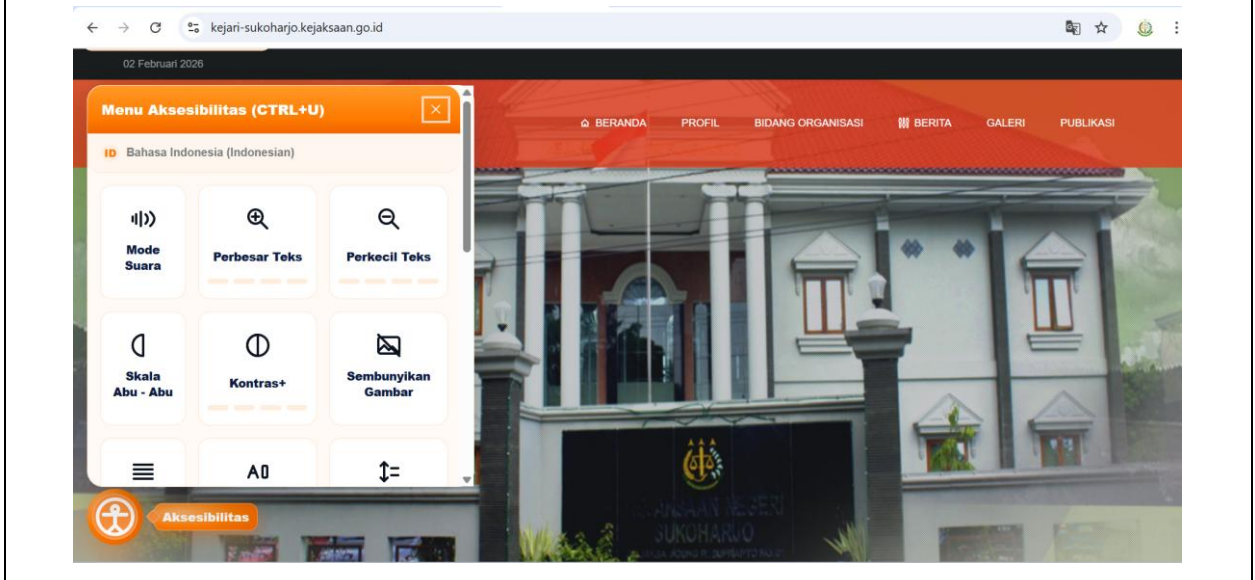 kejari-sukoharjo.kejaksaan.go.id
02 Februari 2026
Menu Aksesibilitas (CTRL+U)
BERANDA PROFIL BIDANG ORGANISASI BERITA GALERI PUBLIKASI
ID Bahasa Indonesia (Indonesian)
Mode
Suara
Perbesar Teks
Perkecil Teks
Skala
Abu - Abu
Kontras+
Sembunyikan
Gambar
Aksesibilitas
NEGERI
SUKOHARJO